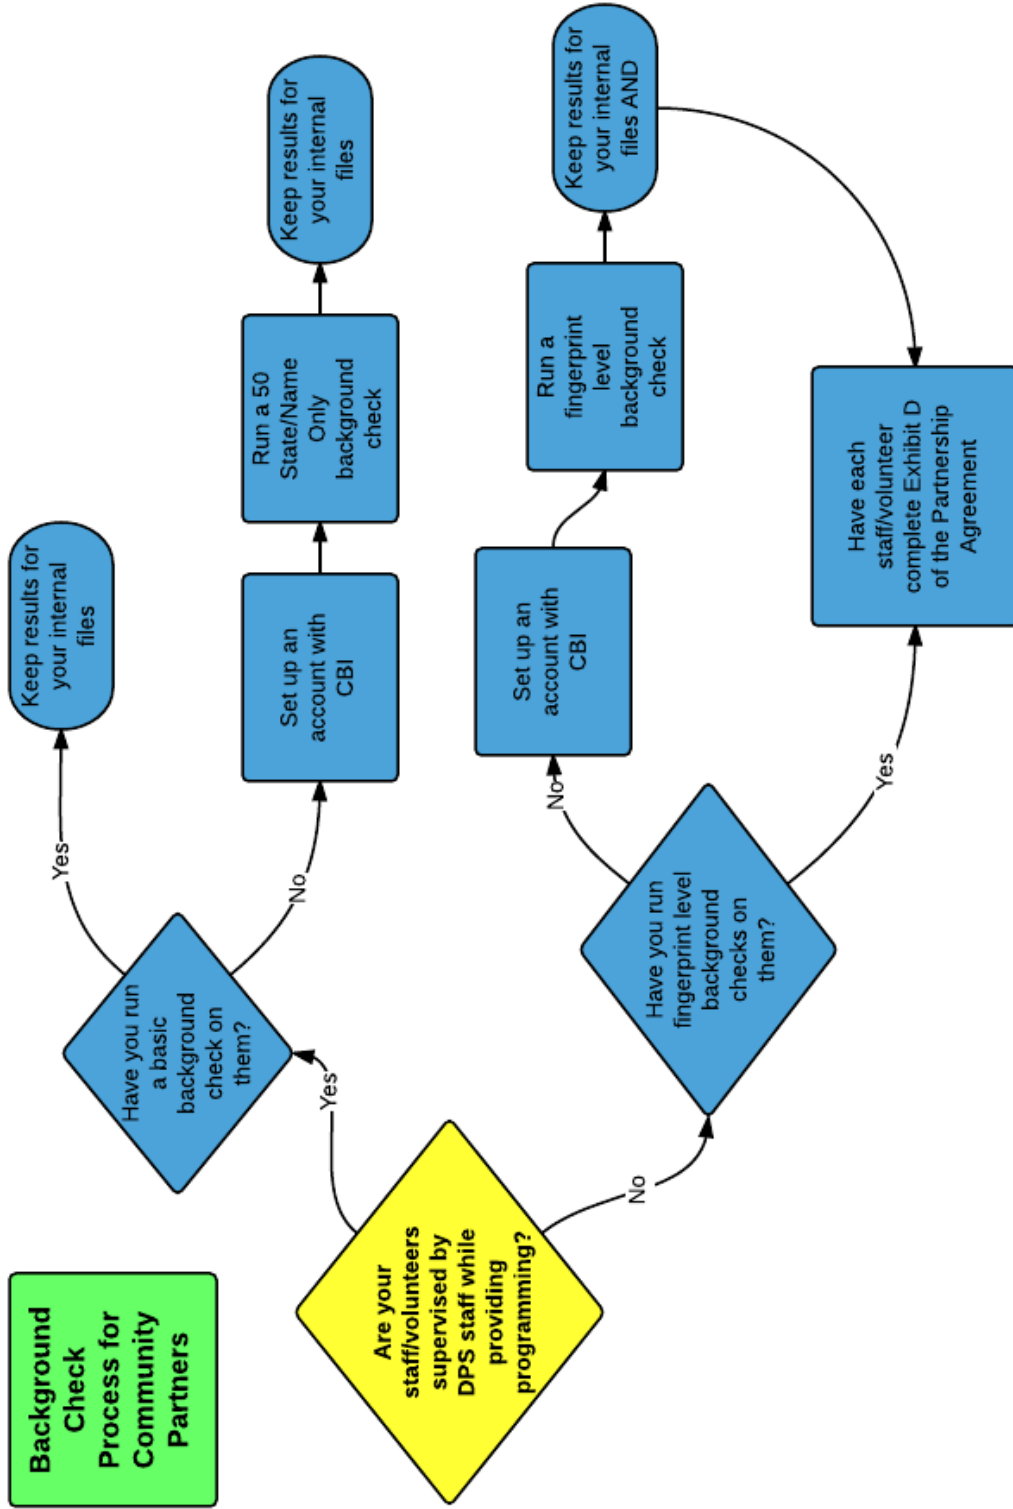 Background
Check
Process for
Community
Partners
Are your
staff/volunteers
supervised by
DPS staff while
providing
programming?
Yes
Have you run
a basic
background
check on
them?
Yes
Keep results for
your internal
files
No
Set up an
account with
CBI
Run a 50
State/Name
Only
background
check
Keep results for
your internal
files
No
Have you run
fingerprint level
background
checks on
them?
No
Set up an
account with
CBI
Run a
fingerprint
level
background
check
Keep results for
your internal
files AND
Yes
Have each
staff/volunteer
complete Exhibit D
of the Partnership
Agreement